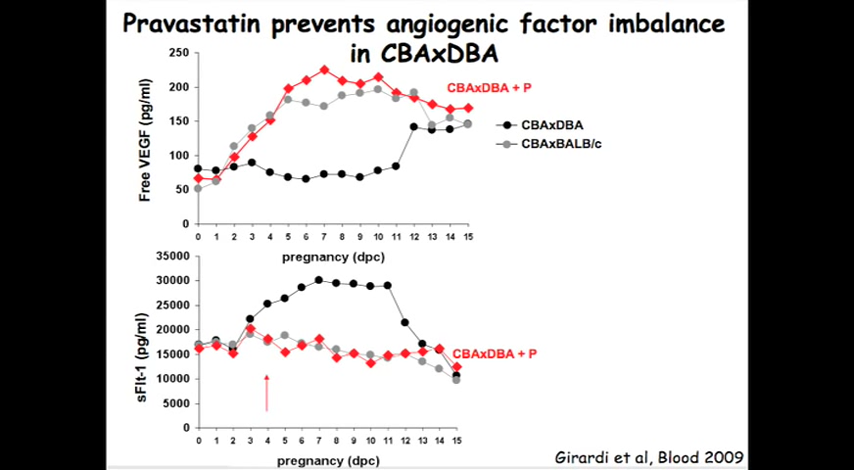 Pravastatin prevents angiogenic factor imbalance
in CBAxDBA
250
200
150
100
50
0
Free VEGF (pg/ml)
CBAxDBA + P
CBAxDBA
CBAxBALB/c
0 1 2 3 4 5 6 7 8 9 10 11 12 13 14 15
pregnancy (dpc)
35000
30000
25000
20000
15000
10000
5000
0
sFlt-1 (pg/ml)
CBAxDBA + P
0 1 2 3 4 5 6 7 8 9 10 11 12 13 14 15
pregnancy (dpc)
Girardi et al, Blood 2009